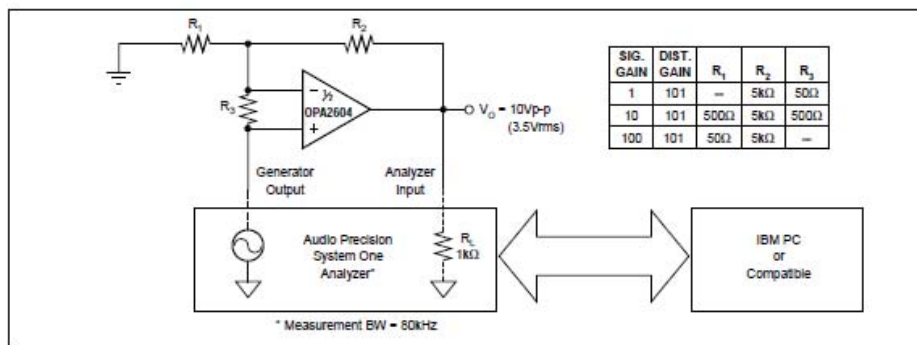 R1
R2
R3
−
½
OPA2604
+
VO = 10Vp-p
(3.5Vrms)
SIG. GAIN DIST. GAIN R1 R2 R3
1 101 -- 5kΩ 50Ω
10 101 500Ω 5kΩ 500Ω
100 101 50Ω 5kΩ --
Generator
Output
Analyzer
Input
Audio Precision
System One
Analyzer*
RL
1kΩ
IBM PC
or
Compatible
* Measurement BW = 80kHz